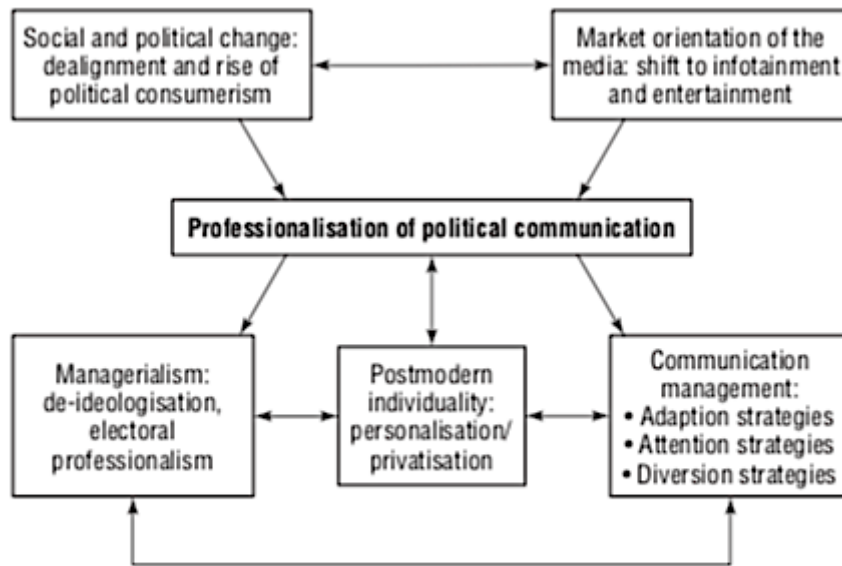 Social and political change:
dealignment and rise of
political consumerism
Market orientation of the
media: shift to infotainment
and entertainment
Professionalisation of political communication
Managerialism:
de-ideologisation,
electoral
professionalism
Postmodern
individuality:
personalisation/
privatisation
Communication
management:
• Adaption strategies
• Attention strategies
• Diversion strategies